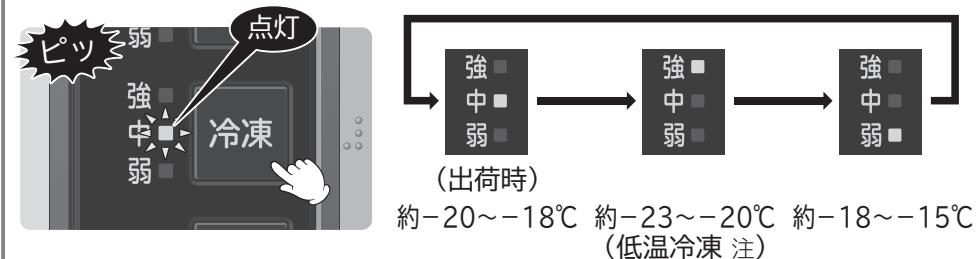 ピッ
弱
点灯
強
中
弱
冷凍
強
中
弱
強
中
弱
強
中
弱
（出荷時）
約－20～－18℃ 約－23～－20℃ 約－18～－15℃
（低温冷凍 注）